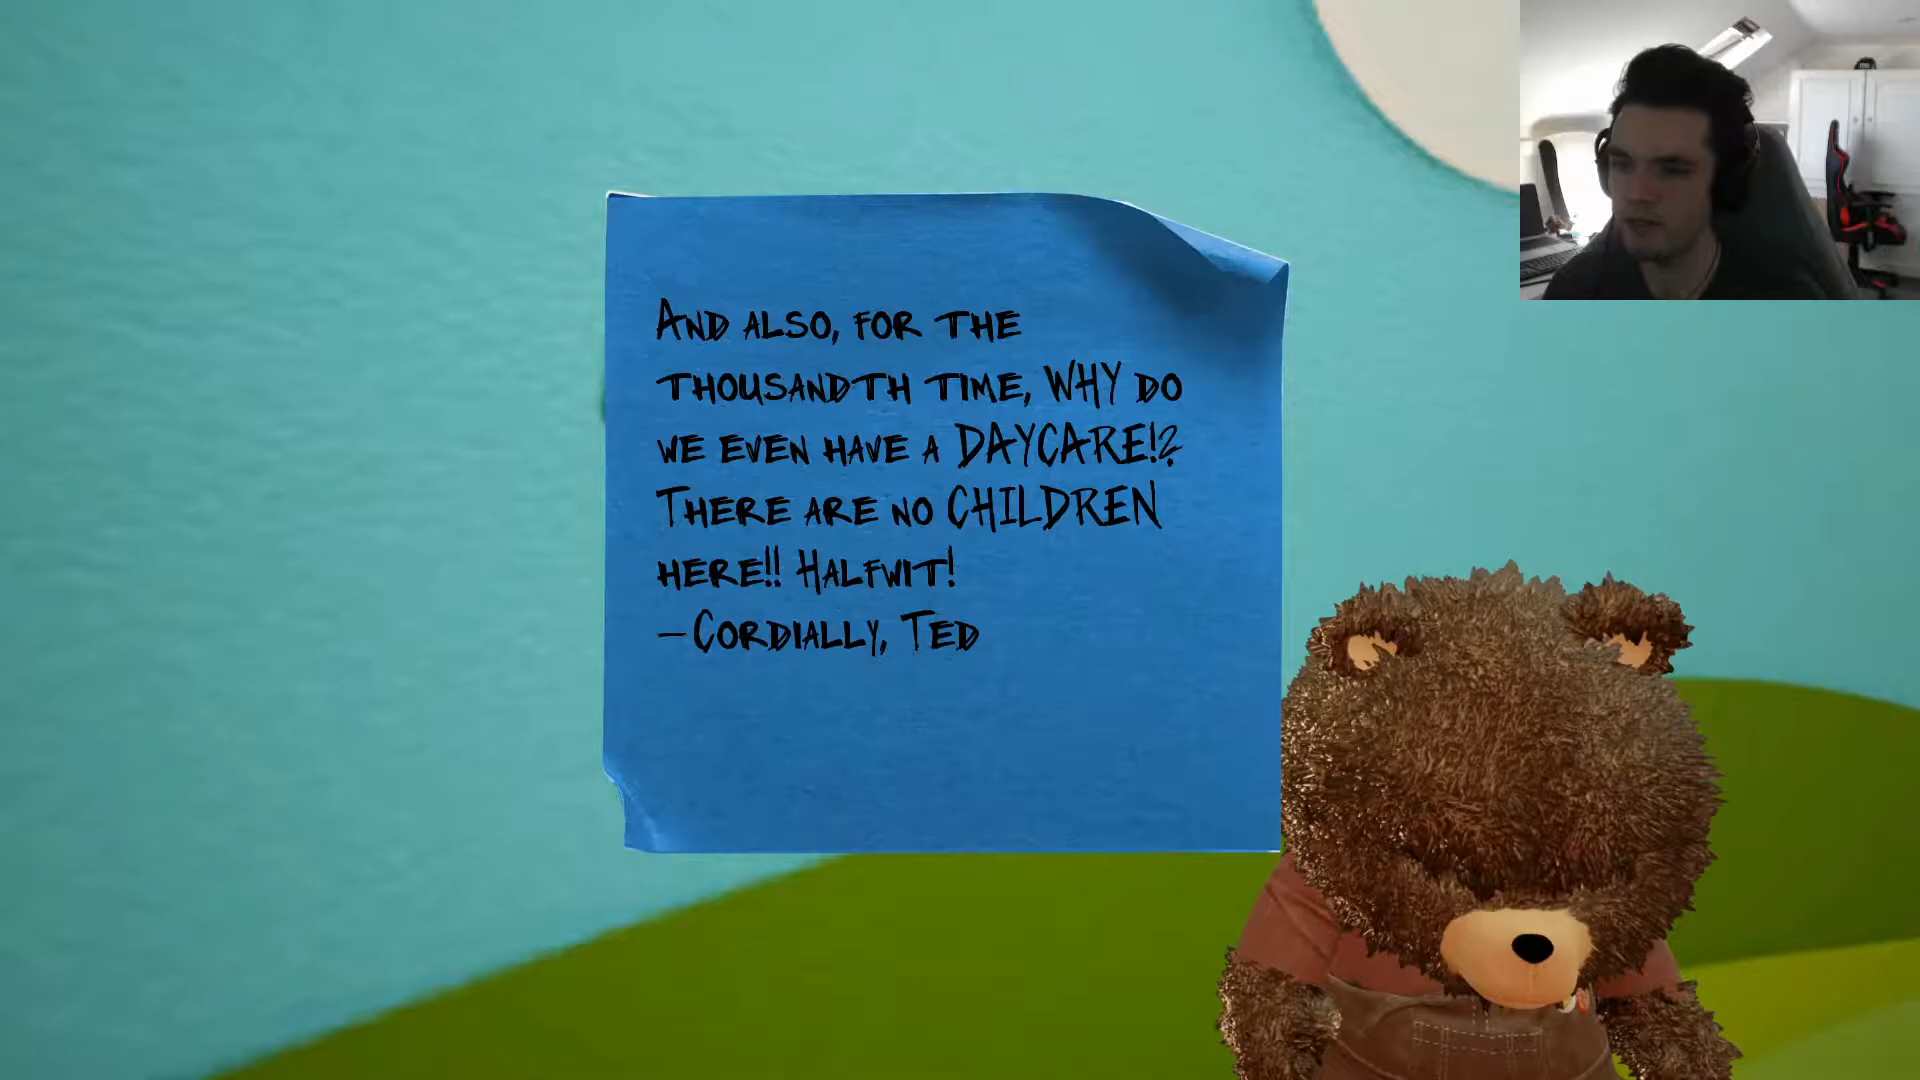 And also, for the
thousandth time, WHY do
we even have a DAYCARE!?
There are no CHILDREN
here!! Halfwit!
–Cordially, Ted